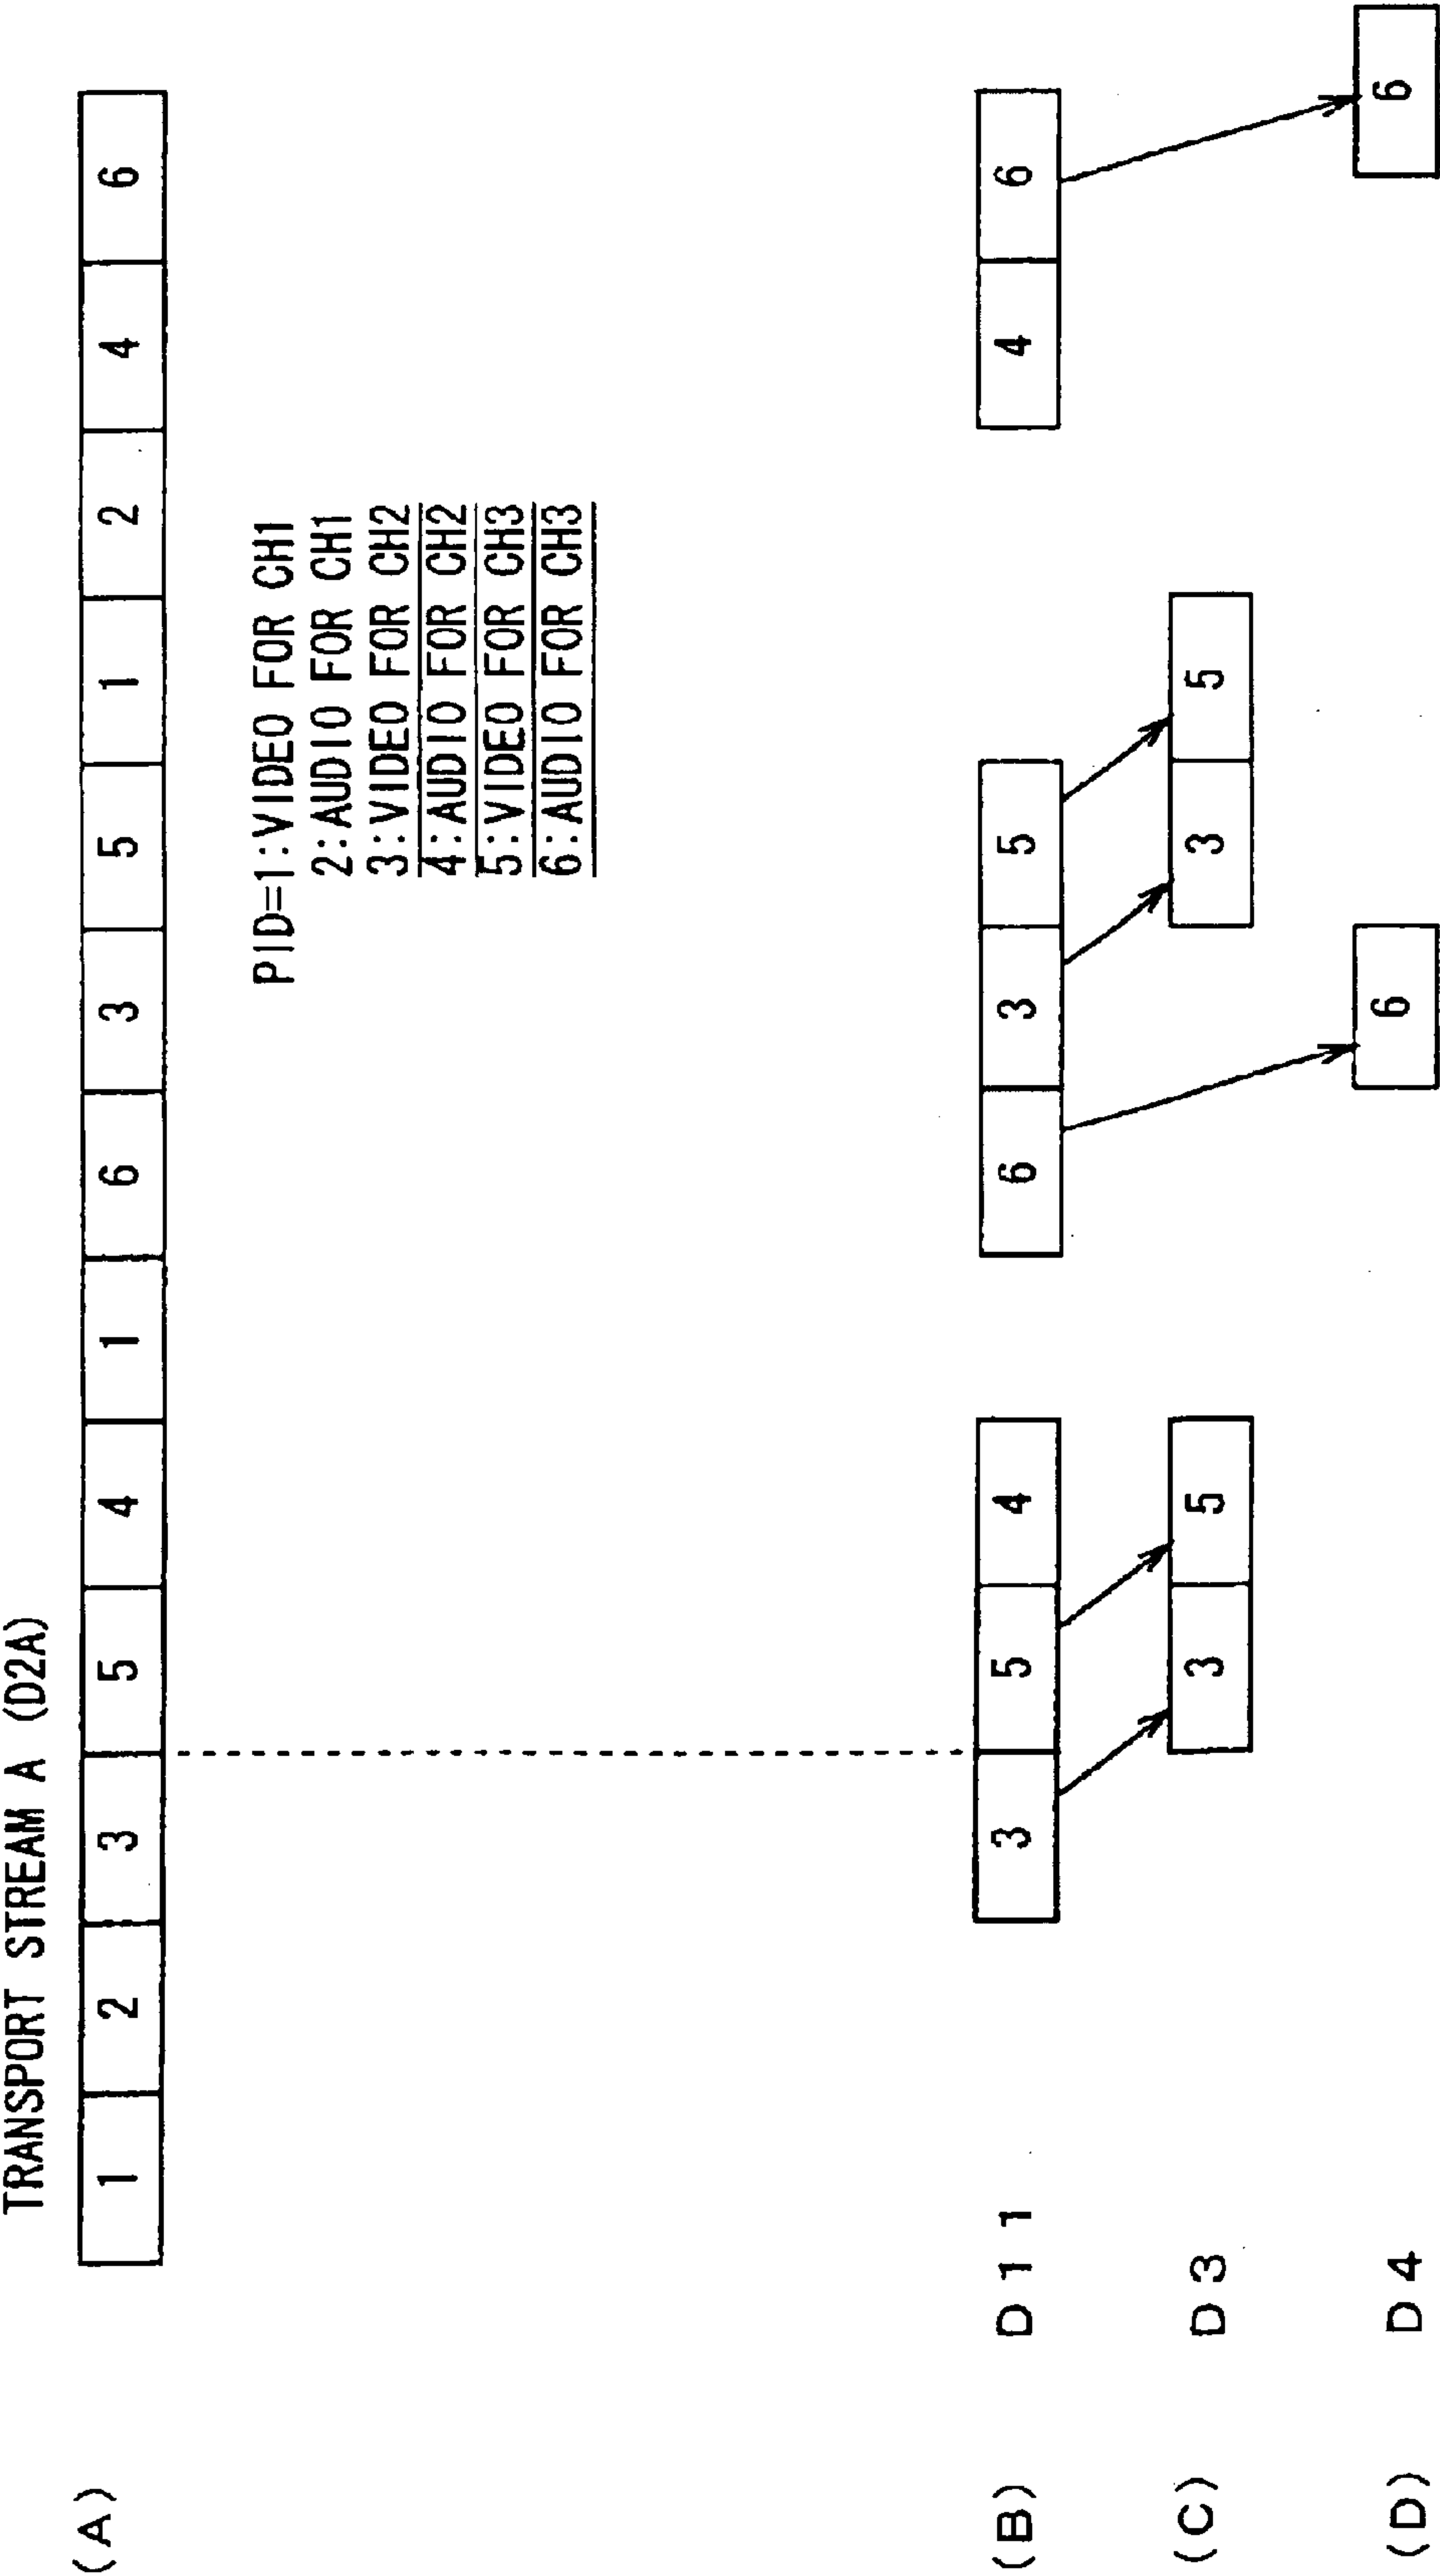 TRANSPORT STREAM A (D2A)
(A) 1 2 3 5 4 1 6 3 5 1 2 4 6
PID=1:VIDEO FOR CH1
2:AUDIO FOR CH1
3:VIDEO FOR CH2
4:AUDIO FOR CH2
5:VIDEO FOR CH3
6:AUDIO FOR CH3
(B) D11 3 5 4 6 3 5 4 6
(C) D3 3 5 3 5
(D) D4 6 6